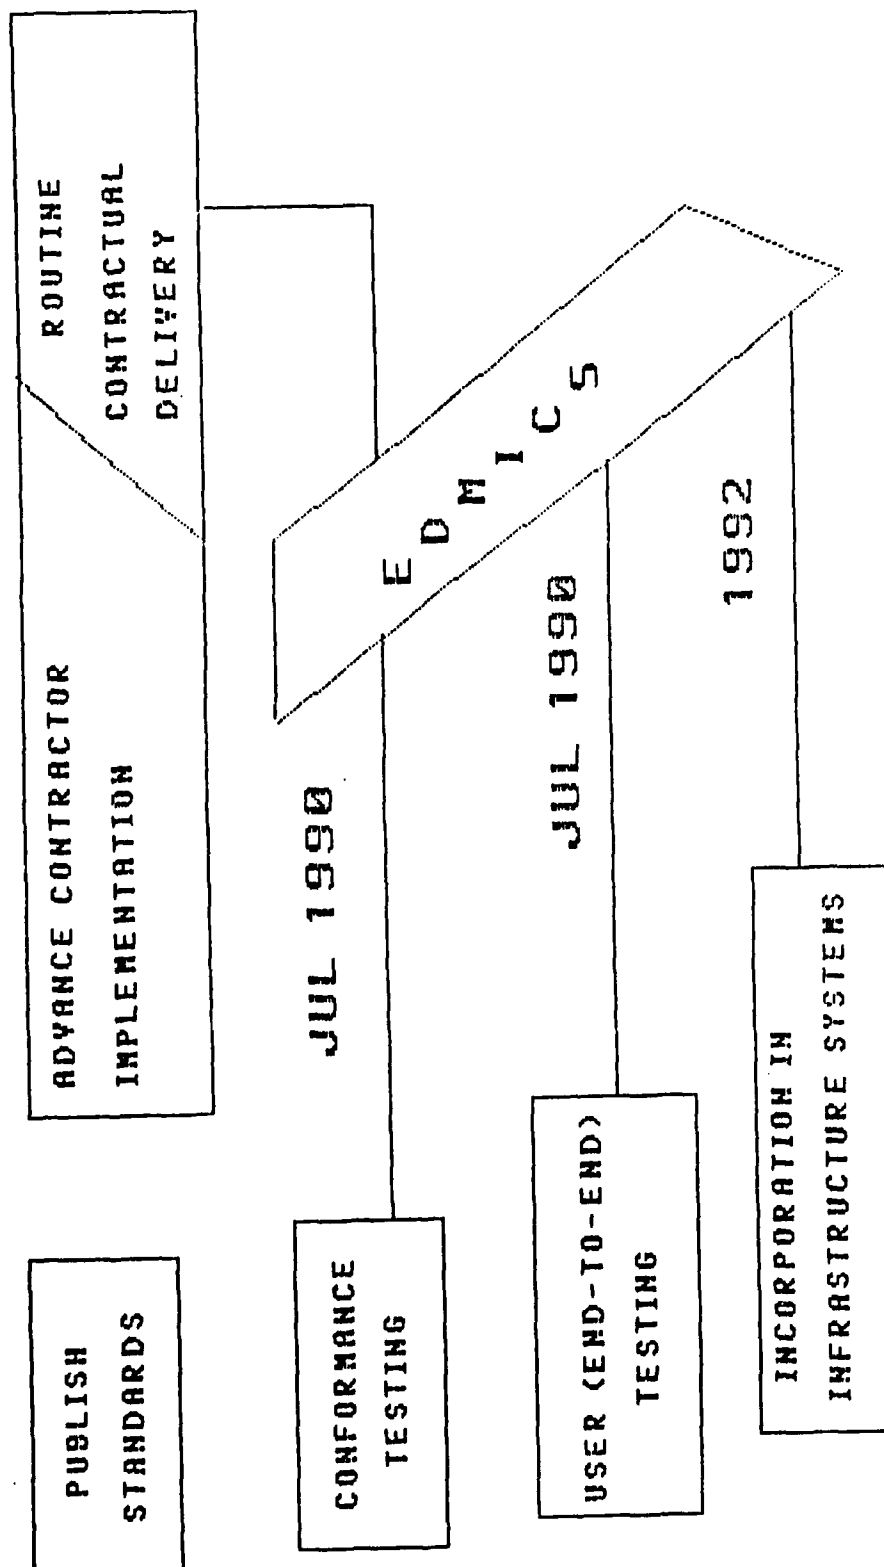 PUBLISH
STANDARDS
ADVANCE CONTRACTOR
IMPLEMENTATION
ROUTINE
CONTRACTUAL
DELIVERY
CONFORMANCE
TESTING
JUL 1990
EDMICS
USER (END-TO-END)
TESTING
JUL 1990
INCORPORATION IN
INFRASTRUCTURE SYSTEMS
1992